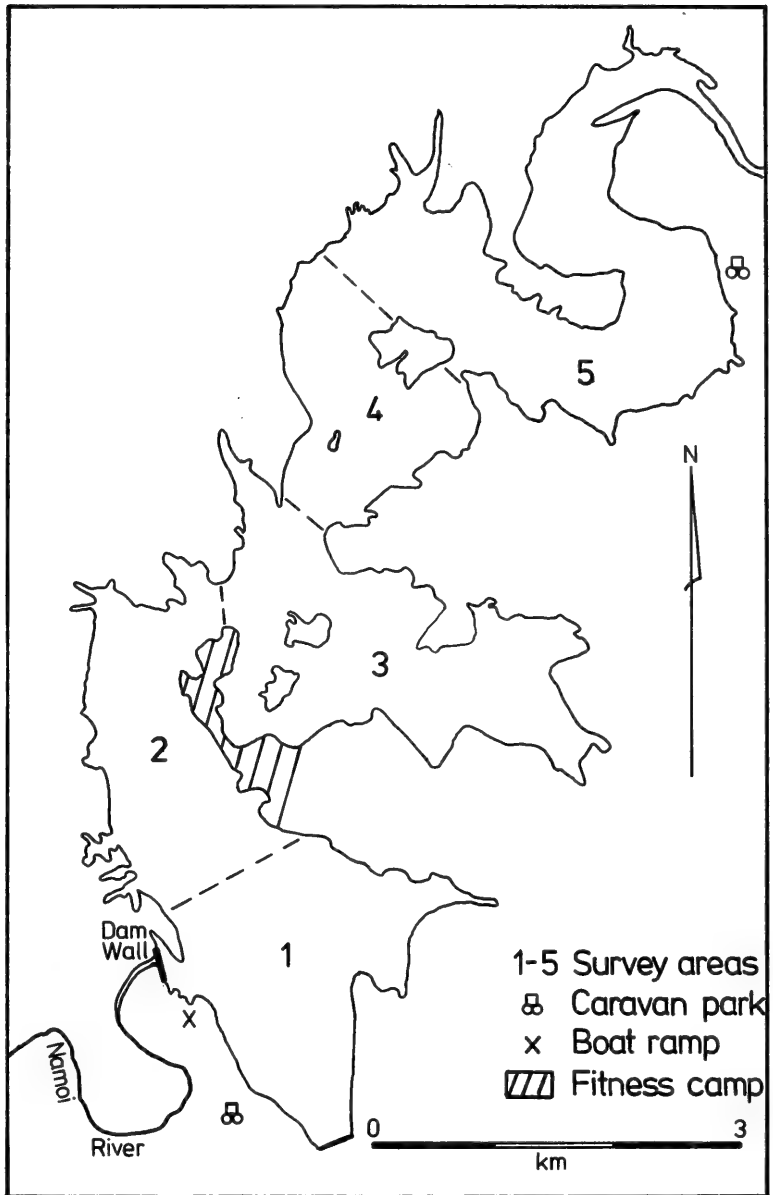 5
N
4
3
2
Dam
Wall
1
1-5 Survey areas
Caravan park
x Boat ramp
Fitness camp
Namoi
River
0 3
km